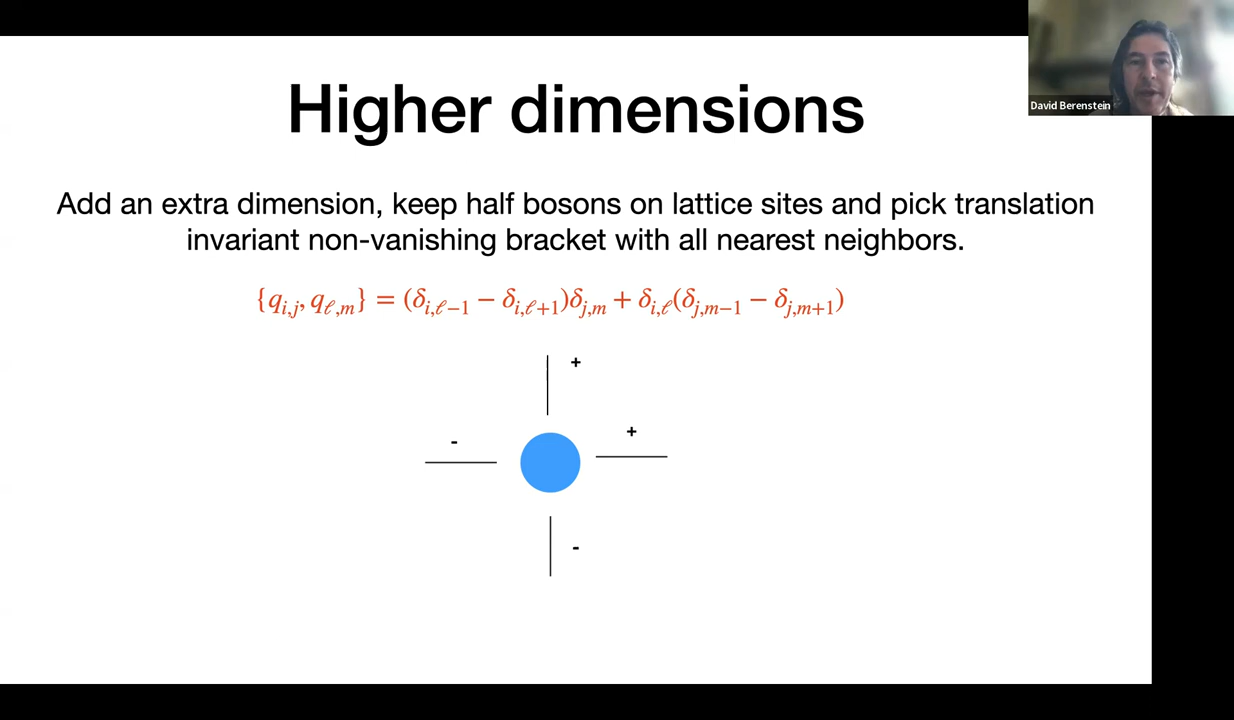 Higher dimensions
David Berenstein
Add an extra dimension, keep half bosons on lattice sites and pick translation
invariant non-vanishing bracket with all nearest neighbors.
{q_{i,j}, q_{ℓ,m}} = (δ_{i,ℓ−1} − δ_{i,ℓ+1})δ_{j,m} + δ_{i,ℓ}(δ_{j,m−1} − δ_{j,m+1})
+
-
+
-